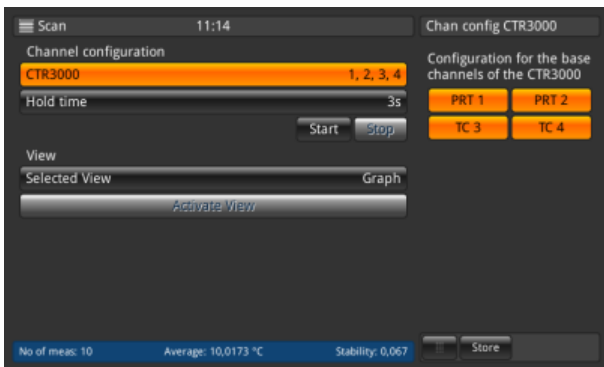 Scan 11:14
Channel configuration
CTR3000 1, 2, 3, 4
Hold time 3s
Start Stop
View
Selected View Graph
Activate View
No of meas: 10 Average: 10,0173 °C Stability: 0,067
Chan config CTR3000
Configuration for the base
channels of the CTR3000
PRT 1 PRT 2
TC 3 TC 4
Store